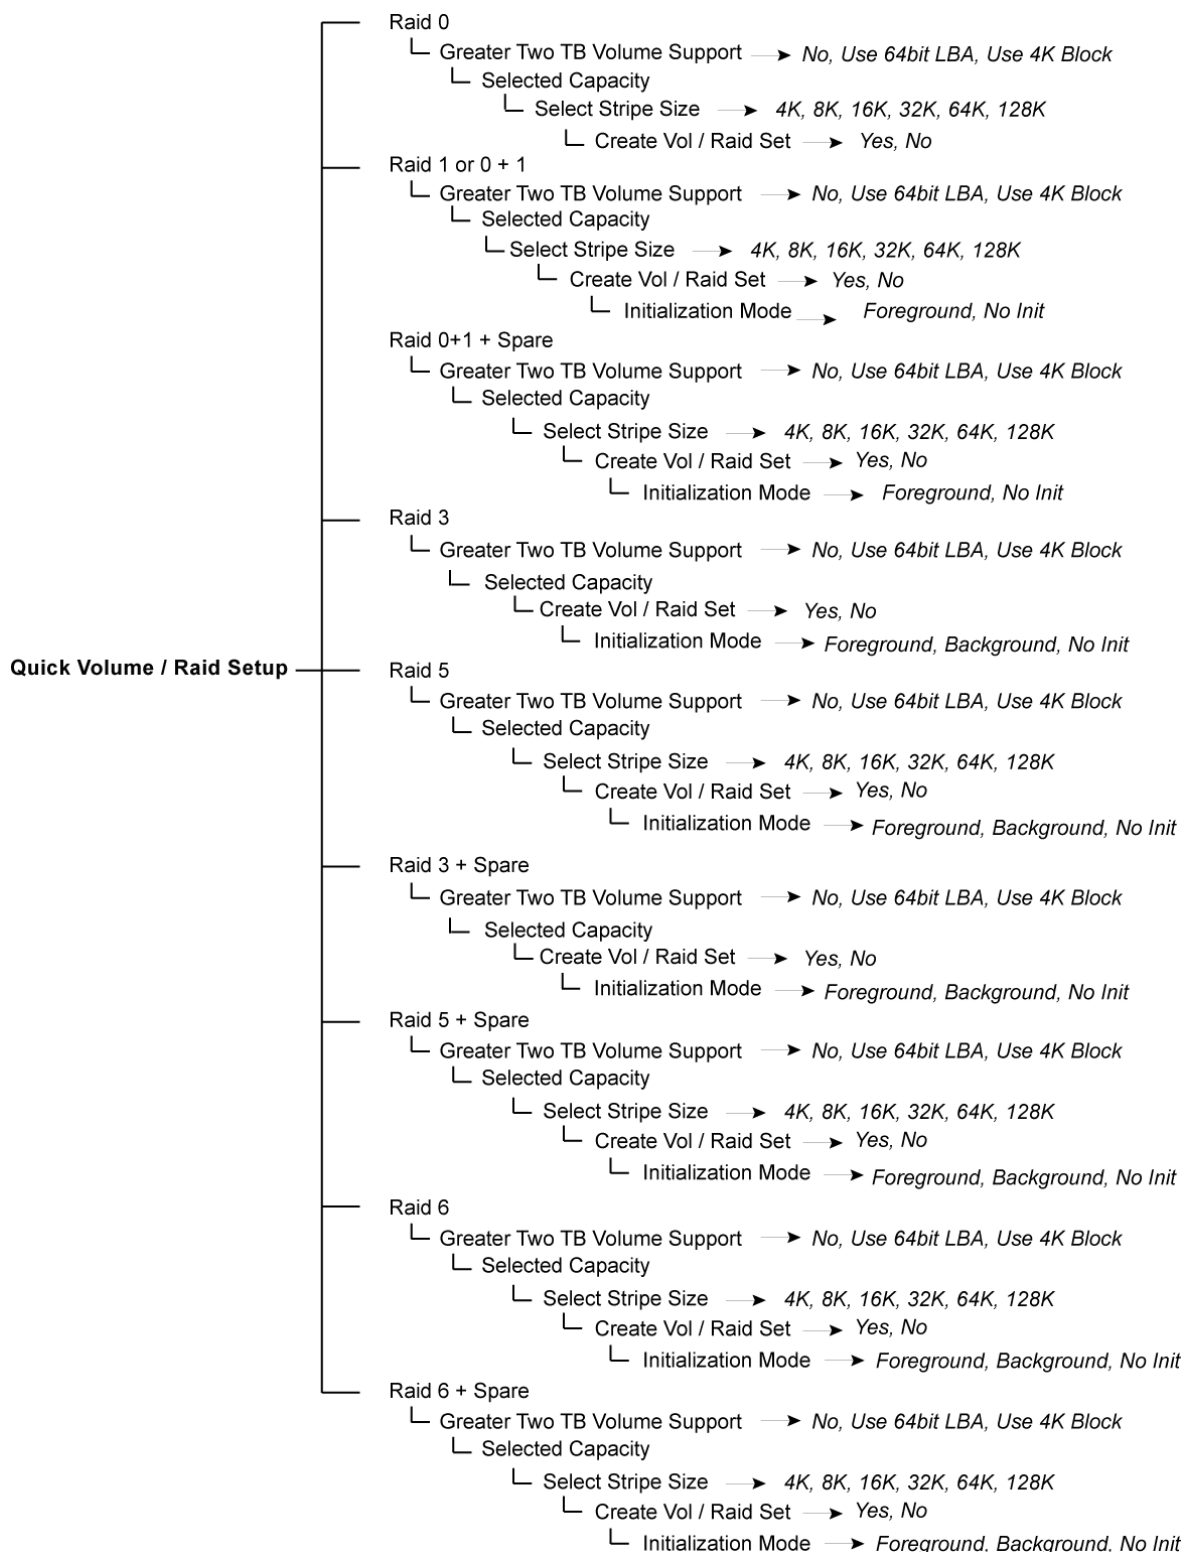 Raid 0
Greater Two TB Volume Support No, Use 64bit LBA, Use 4K Block
Selected Capacity
Select Stripe Size 4K, 8K, 16K, 32K, 64K, 128K
Create Vol / Raid Set Yes, No
Raid 1 or 0 + 1
Greater Two TB Volume Support No, Use 64bit LBA, Use 4K Block
Selected Capacity
Select Stripe Size 4K, 8K, 16K, 32K, 64K, 128K
Create Vol / Raid Set Yes, No
Initialization Mode Foreground, No Init
Raid 0+1 + Spare
Greater Two TB Volume Support No, Use 64bit LBA, Use 4K Block
Selected Capacity
Select Stripe Size 4K, 8K, 16K, 32K, 64K, 128K
Create Vol / Raid Set Yes, No
Initialization Mode Foreground, No Init
Raid 3
Greater Two TB Volume Support No, Use 64bit LBA, Use 4K Block
Selected Capacity
Create Vol / Raid Set Yes, No
Initialization Mode Foreground, Background, No Init
Quick Volume / Raid Setup
Raid 5
Greater Two TB Volume Support No, Use 64bit LBA, Use 4K Block
Selected Capacity
Select Stripe Size 4K, 8K, 16K, 32K, 64K, 128K
Create Vol / Raid Set Yes, No
Initialization Mode Foreground, Background, No Init
Raid 3 + Spare
Greater Two TB Volume Support No, Use 64bit LBA, Use 4K Block
Selected Capacity
Create Vol / Raid Set Yes, No
Initialization Mode Foreground, Background, No Init
Raid 5 + Spare
Greater Two TB Volume Support No, Use 64bit LBA, Use 4K Block
Selected Capacity
Select Stripe Size 4K, 8K, 16K, 32K, 64K, 128K
Create Vol / Raid Set Yes, No
Initialization Mode Foreground, Background, No Init
Raid 6
Greater Two TB Volume Support No, Use 64bit LBA, Use 4K Block
Selected Capacity
Select Stripe Size 4K, 8K, 16K, 32K, 64K, 128K
Create Vol / Raid Set Yes, No
Initialization Mode Foreground, Background, No Init
Raid 6 + Spare
Greater Two TB Volume Support No, Use 64bit LBA, Use 4K Block
Selected Capacity
Select Stripe Size 4K, 8K, 16K, 32K, 64K, 128K
Create Vol / Raid Set Yes, No
Initialization Mode Foreground, Background, No Init